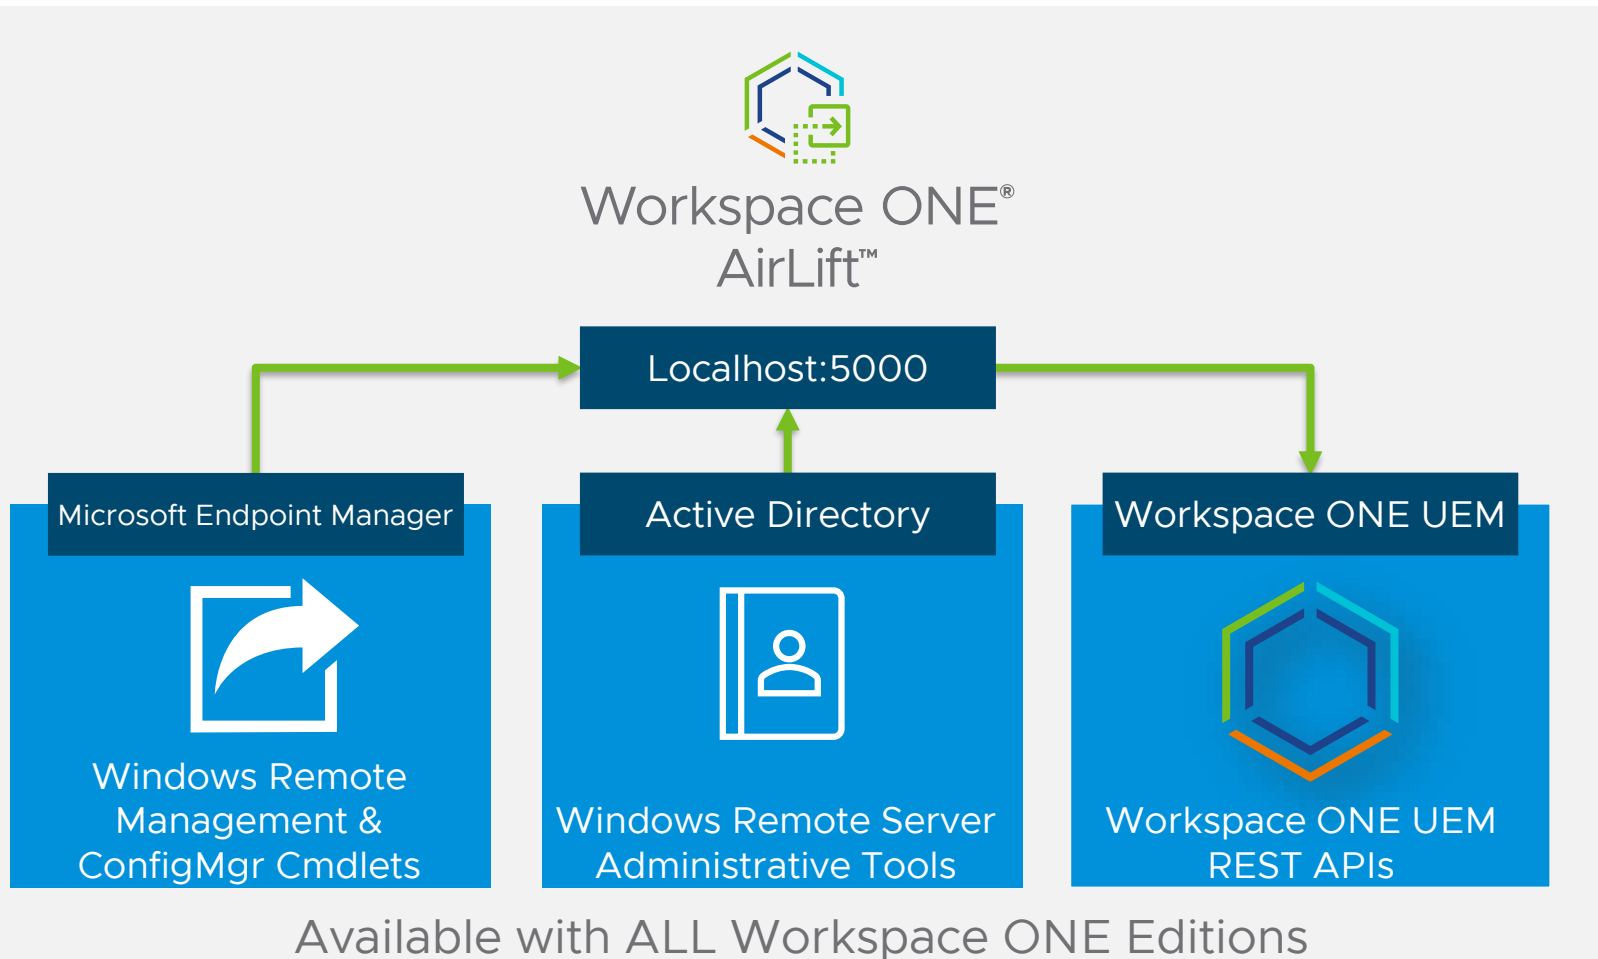 Workspace ONE®
AirLift™
Localhost:5000
Microsoft Endpoint Manager
Active Directory
Workspace ONE UEM
Windows Remote
Management &
ConfigMgr Cmdlets
Windows Remote Server
Administrative Tools
Workspace ONE UEM
REST APIs
Available with ALL Workspace ONE Editions